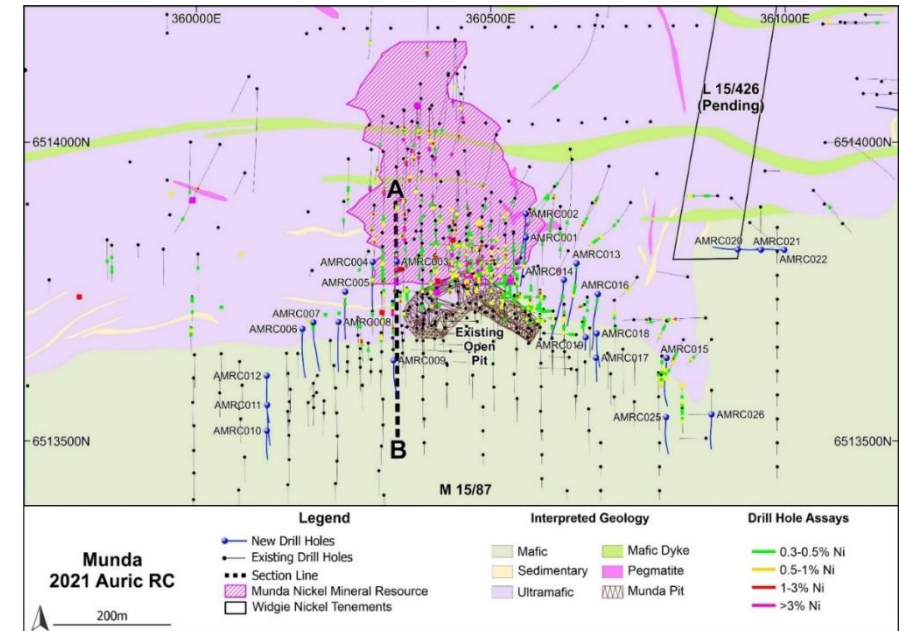 360000E
360500E
361000E
L 15/426
(Pending)
6514000N
6514000N
A
AMRC002
AMRC001
AMRC020
AMRC021
AMRC022
AMRC004
AMRC003
AMRC013
AMRC014
AMRC005
AMRC016
AMRC007
AMRC006
AMRC008
Existing
Open
Pit
AMRC018
AMRC019
AMRC017
AMRC015
AMRC009
AMRC012
AMRC011
AMRC010
AMRC025
AMRC026
6513500N
6513500N
B
M 15/87
Munda
2021 Auric RC
200m
Legend
New Drill Holes
Existing Drill Holes
Section Line
Munda Nickel Mineral Resource
Widgie Nickel Tenements
Interpreted Geology
Mafic
Sedimentary
Ultramafic
Mafic Dyke
Pegmatite
Munda Pit
Drill Hole Assays
0.3-0.5% Ni
0.5-1% Ni
1-3% Ni
>3% Ni